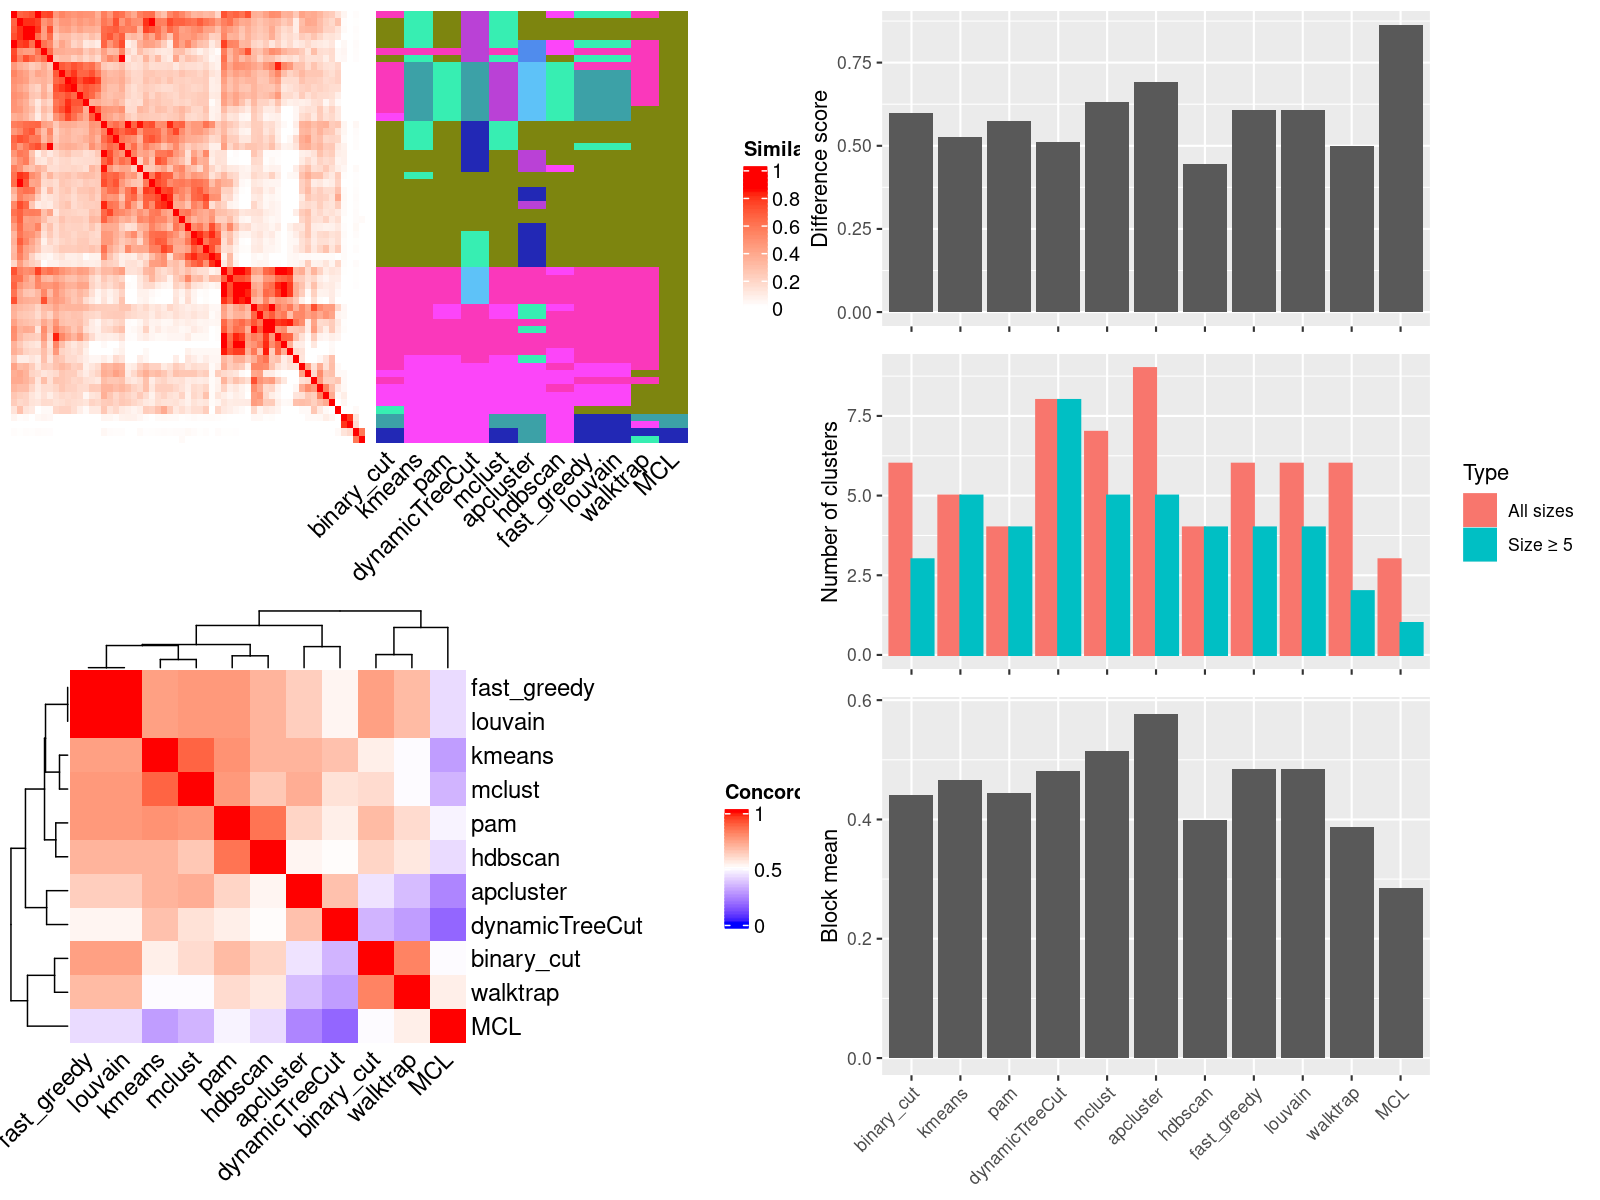 Simila
1
0.8
0.6
0.4
0.2
0
binary_cut
kmeans
pam
dynamicTreeCut
mclust
apcluster
hdbscan
fast_greedy
louvain
walktrap
MCL
Difference score
0.75
0.50
0.25
0.00
Number of clusters
7.5
5.0
2.5
0.0
Type
All sizes
Size ≥ 5
fast_greedy
louvain
kmeans
mclust
pam
hdbscan
apcluster
dynamicTreeCut
binary_cut
walktrap
MCL
fast_greedy
louvain
kmeans
mclust
pam
hdbscan
apcluster
dynamicTreeCut
binary_cut
walktrap
MCL
Concord
1
0.5
0
Block mean
0.6
0.4
0.2
0.0
binary_cut
kmeans
pam
dynamicTreeCut
mclust
apcluster
hdbscan
fast_greedy
louvain
walktrap
MCL